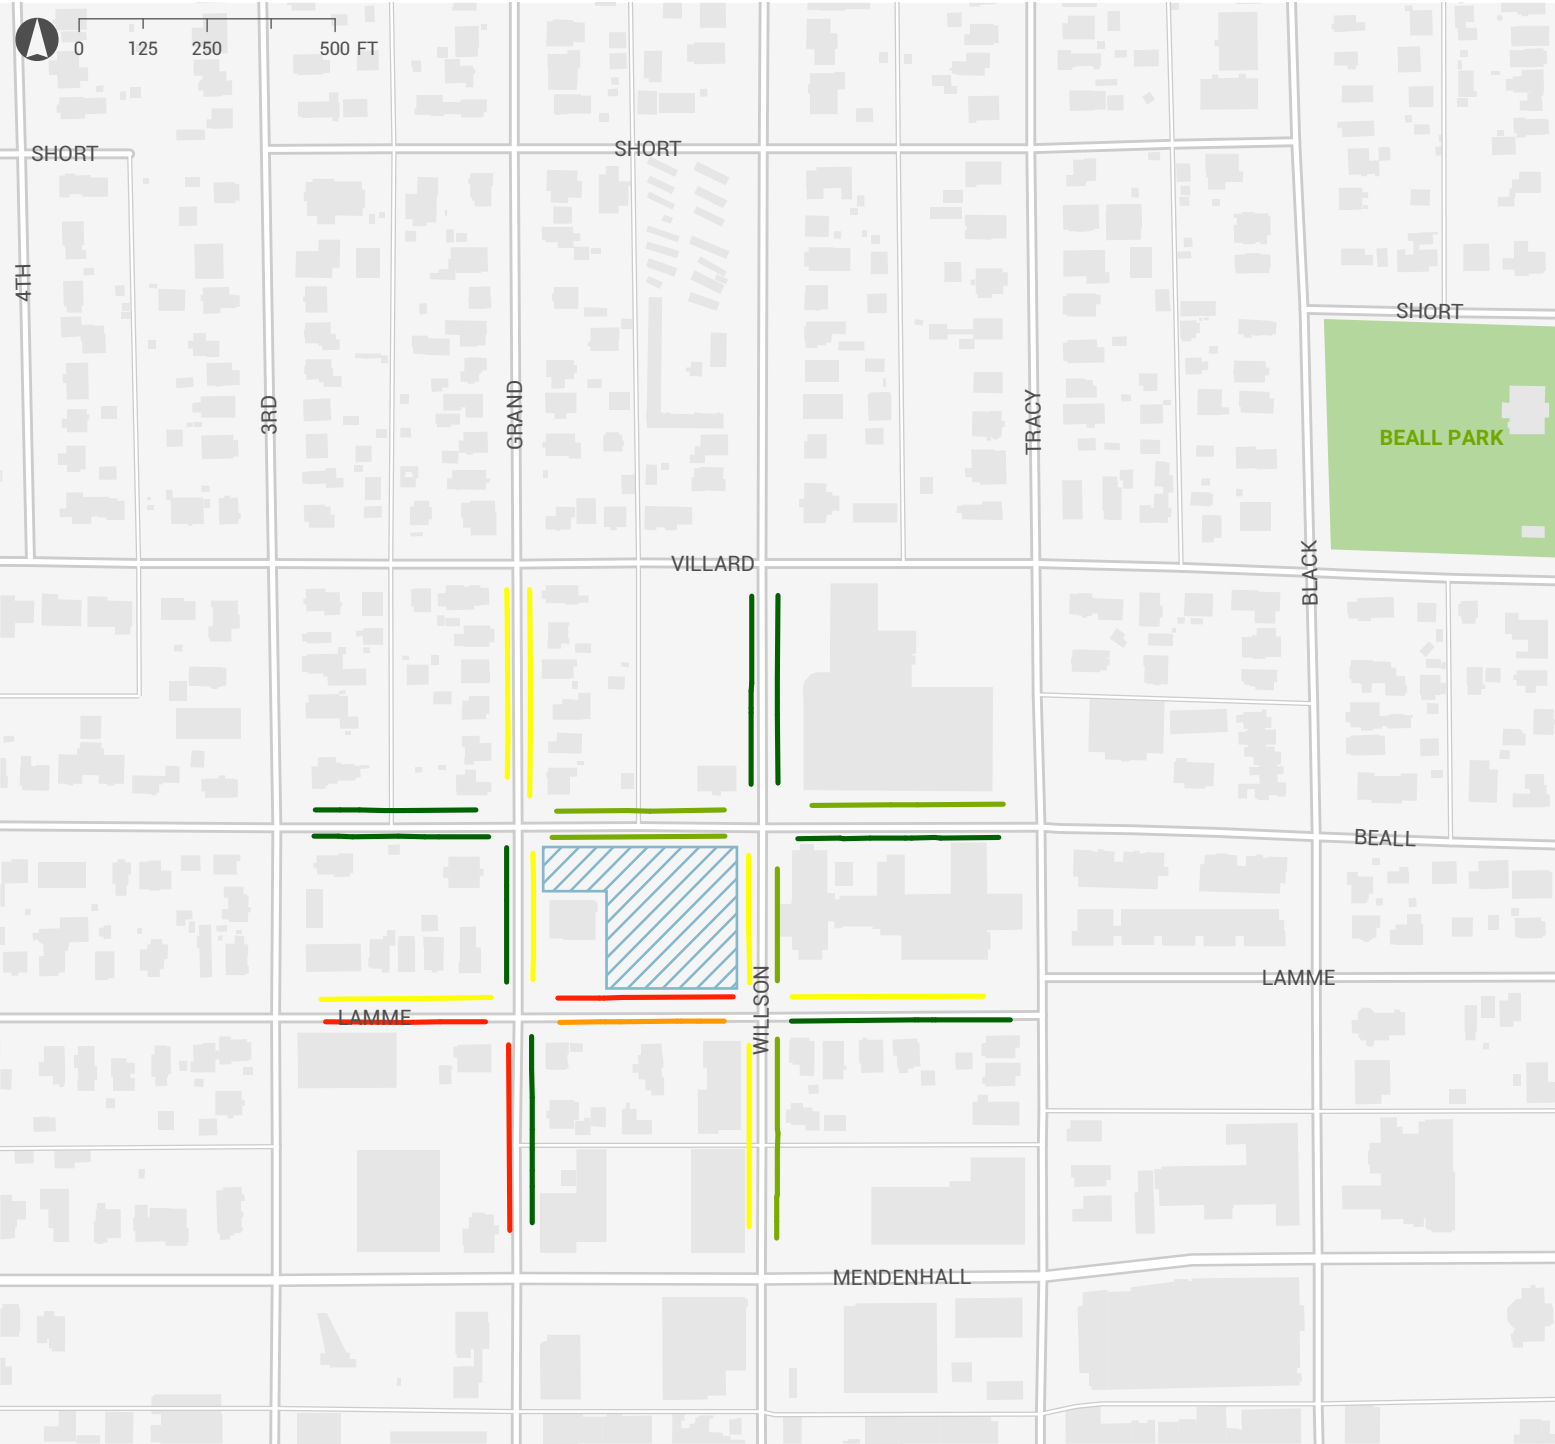 0 125 250 500 FT
SHORT
SHORT
4TH
SHORT
3RD
GRAND
TRACY
BEALL PARK
VILLARD
BLACK
BEALL
LAMME
WILLSON
LAMME
MENDENHALL